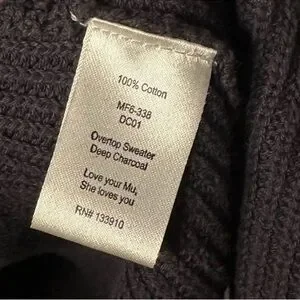 100% Cotton
MF6-338
DC01
Overtop Sweater
Deep Charcoal
Love your Mu,
She loves you
RN# 133910